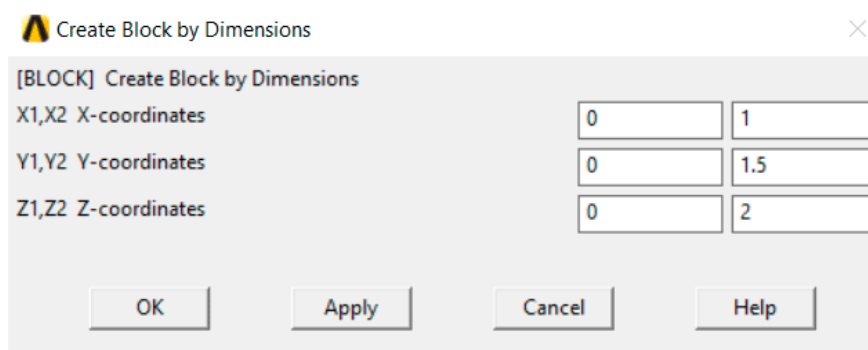 Create Block by Dimensions
[BLOCK] Create Block by Dimensions
X1,X2 X-coordinates 0 1
Y1,Y2 Y-coordinates 0 1.5
Z1,Z2 Z-coordinates 0 2
OK Apply Cancel Help